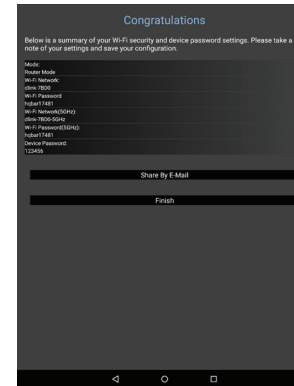 Congratulations
Below is a summary of your Wi-Fi security and device password settings. Please take a
note of your settings and save your configuration.
Mode:
Router Mode
Wi-Fi Network:
dlink-7BD0
Wi-Fi Password
hqbar17481
Wi-Fi Network(5GHz):
dlink-7BD0-5GHz
Wi-Fi Password(5GHz):
hqbar17481
Device Password:
123456
Share By E-Mail
Finish